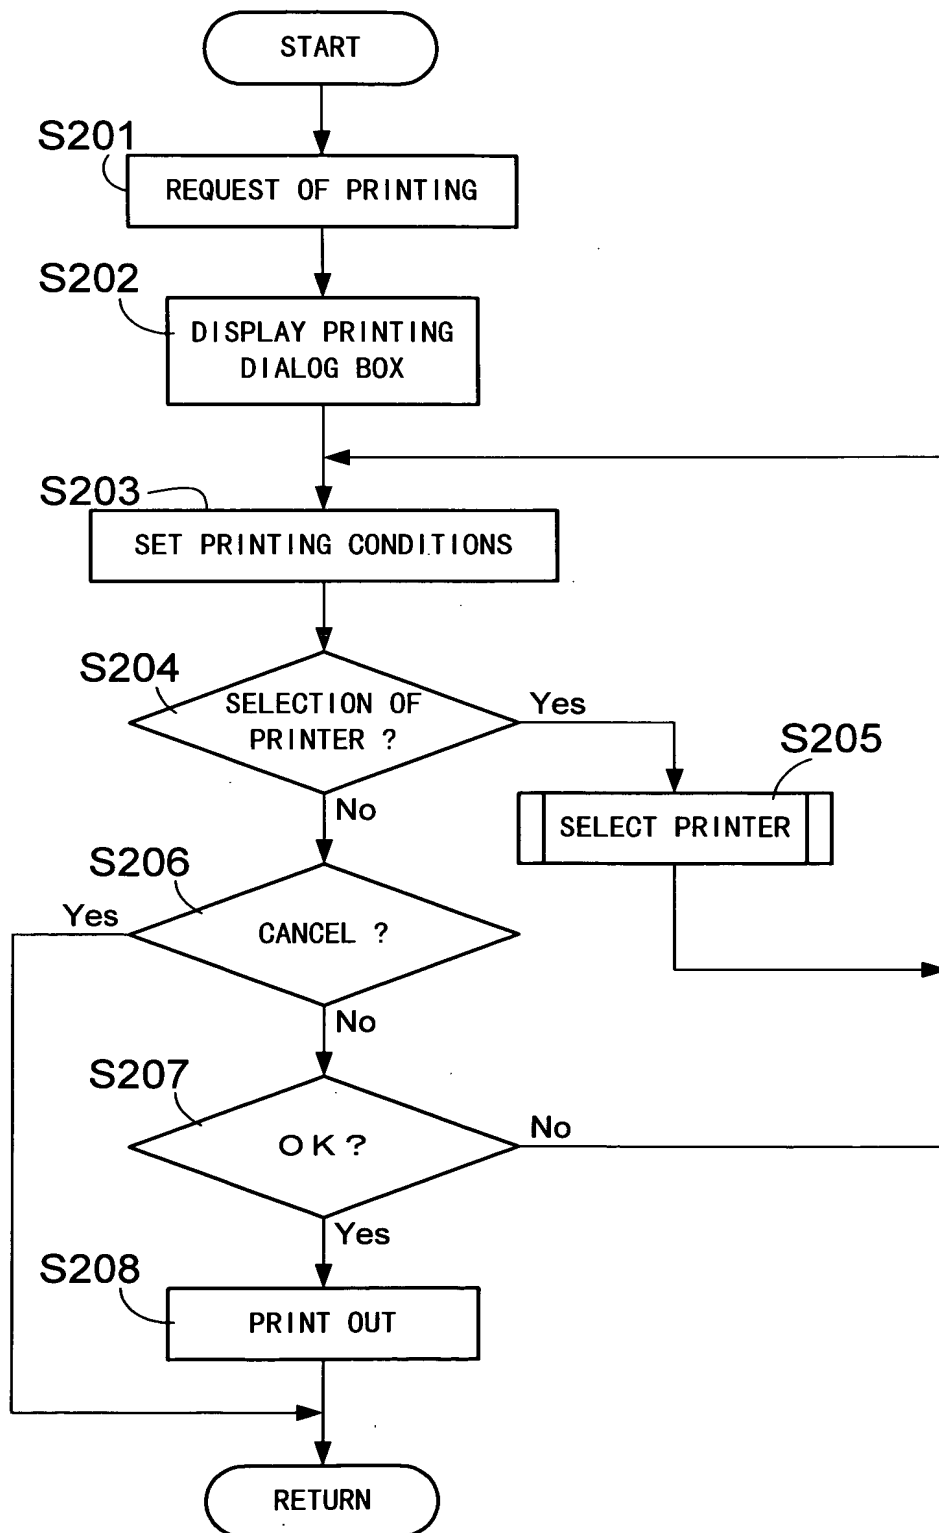 START
S201
REQUEST OF PRINTING
S202
DISPLAY PRINTING
DIALOG BOX
S203
SET PRINTING CONDITIONS
S204
SELECTION OF
PRINTER ?
Yes
S205
SELECT PRINTER
No
S206
Yes
CANCEL ?
No
S207
OK?
No
Yes
S208
PRINT OUT
RETURN